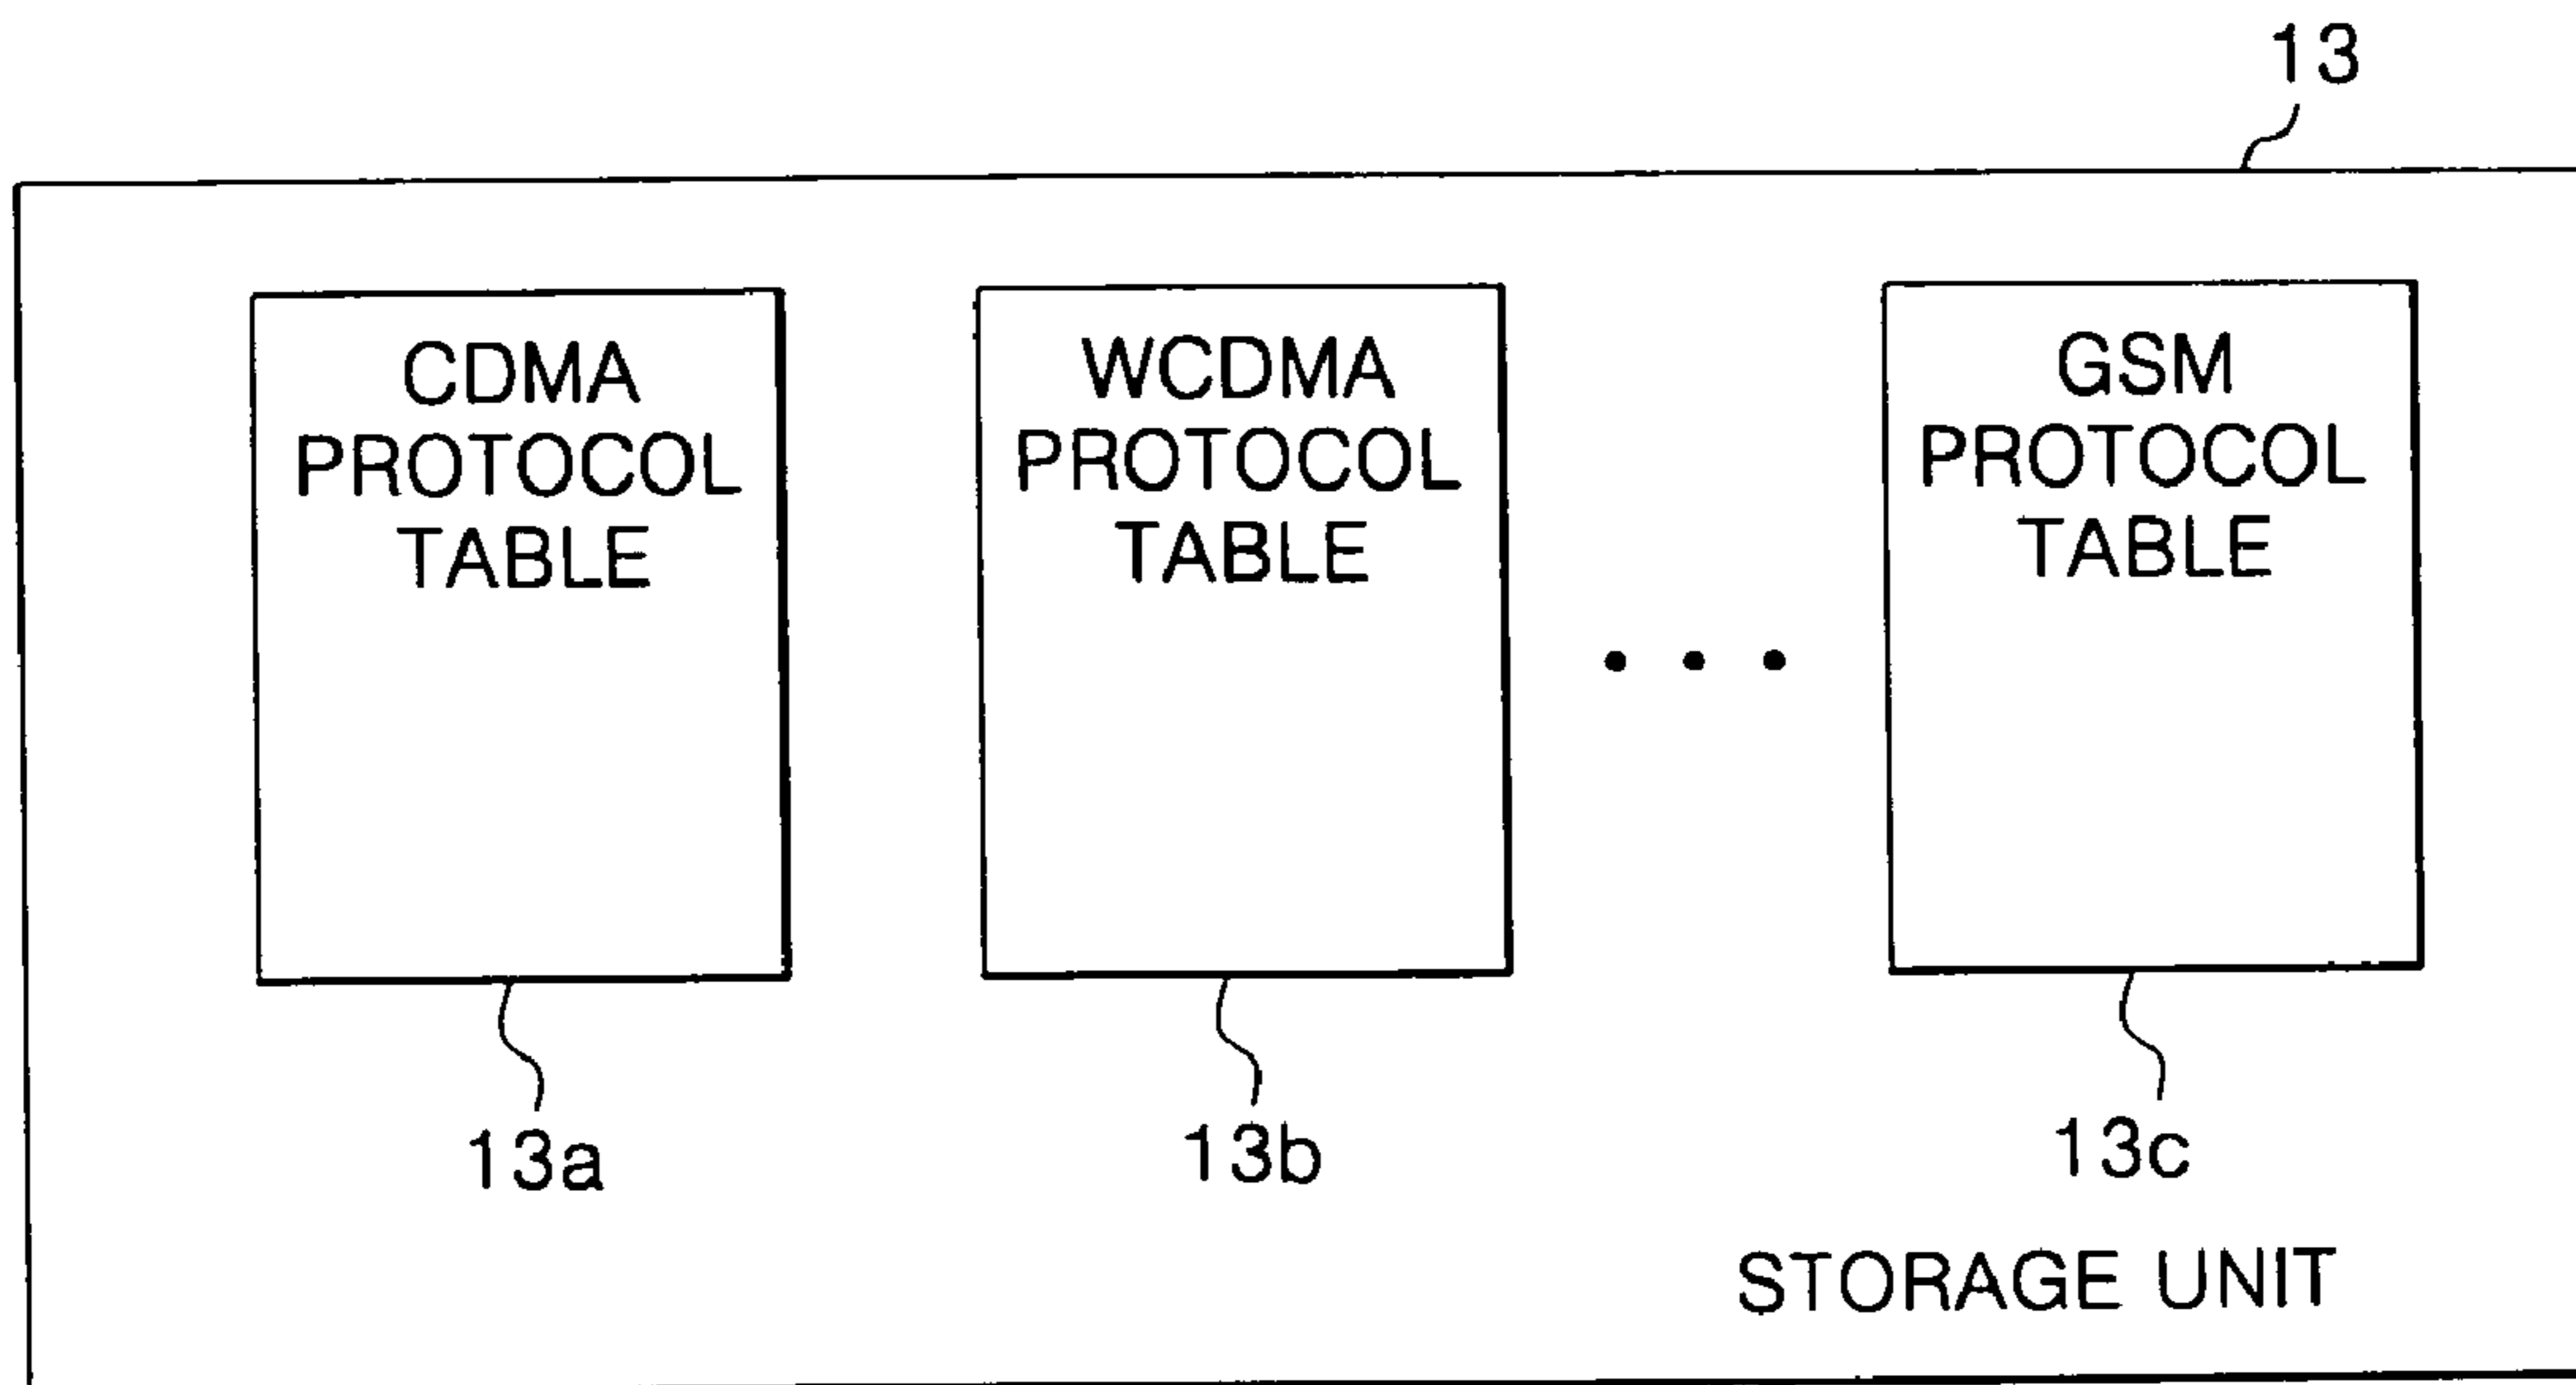 13
CDMA
PROTOCOL
TABLE
WCDMA
PROTOCOL
TABLE
• • •
GSM
PROTOCOL
TABLE
13a
13b
13c
STORAGE UNIT